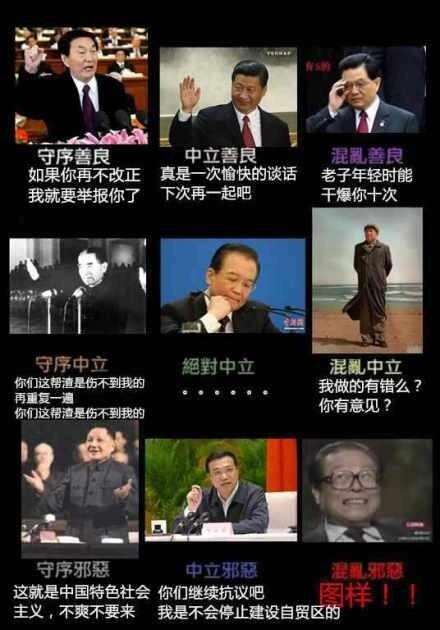 有s的
守序善良
如果你再不改正
我就要举报你了
中立善良
真是一次愉快的谈话
下次再一起吧
混亂善良
老子年轻时能
干爆你十次
守序中立
你们这帮渣是伤不到我的
再重复一遍
你们这帮渣是伤不到我的
絕對中立
。。。。。。
混亂中立
我做的有错么？
你有意见？
守序邪惡
这就是中国特色社会
主义，不爽不要来
中立邪惡
你们继续抗议吧
我是不会停止建设自贸区的
混亂邪惡
图样！！